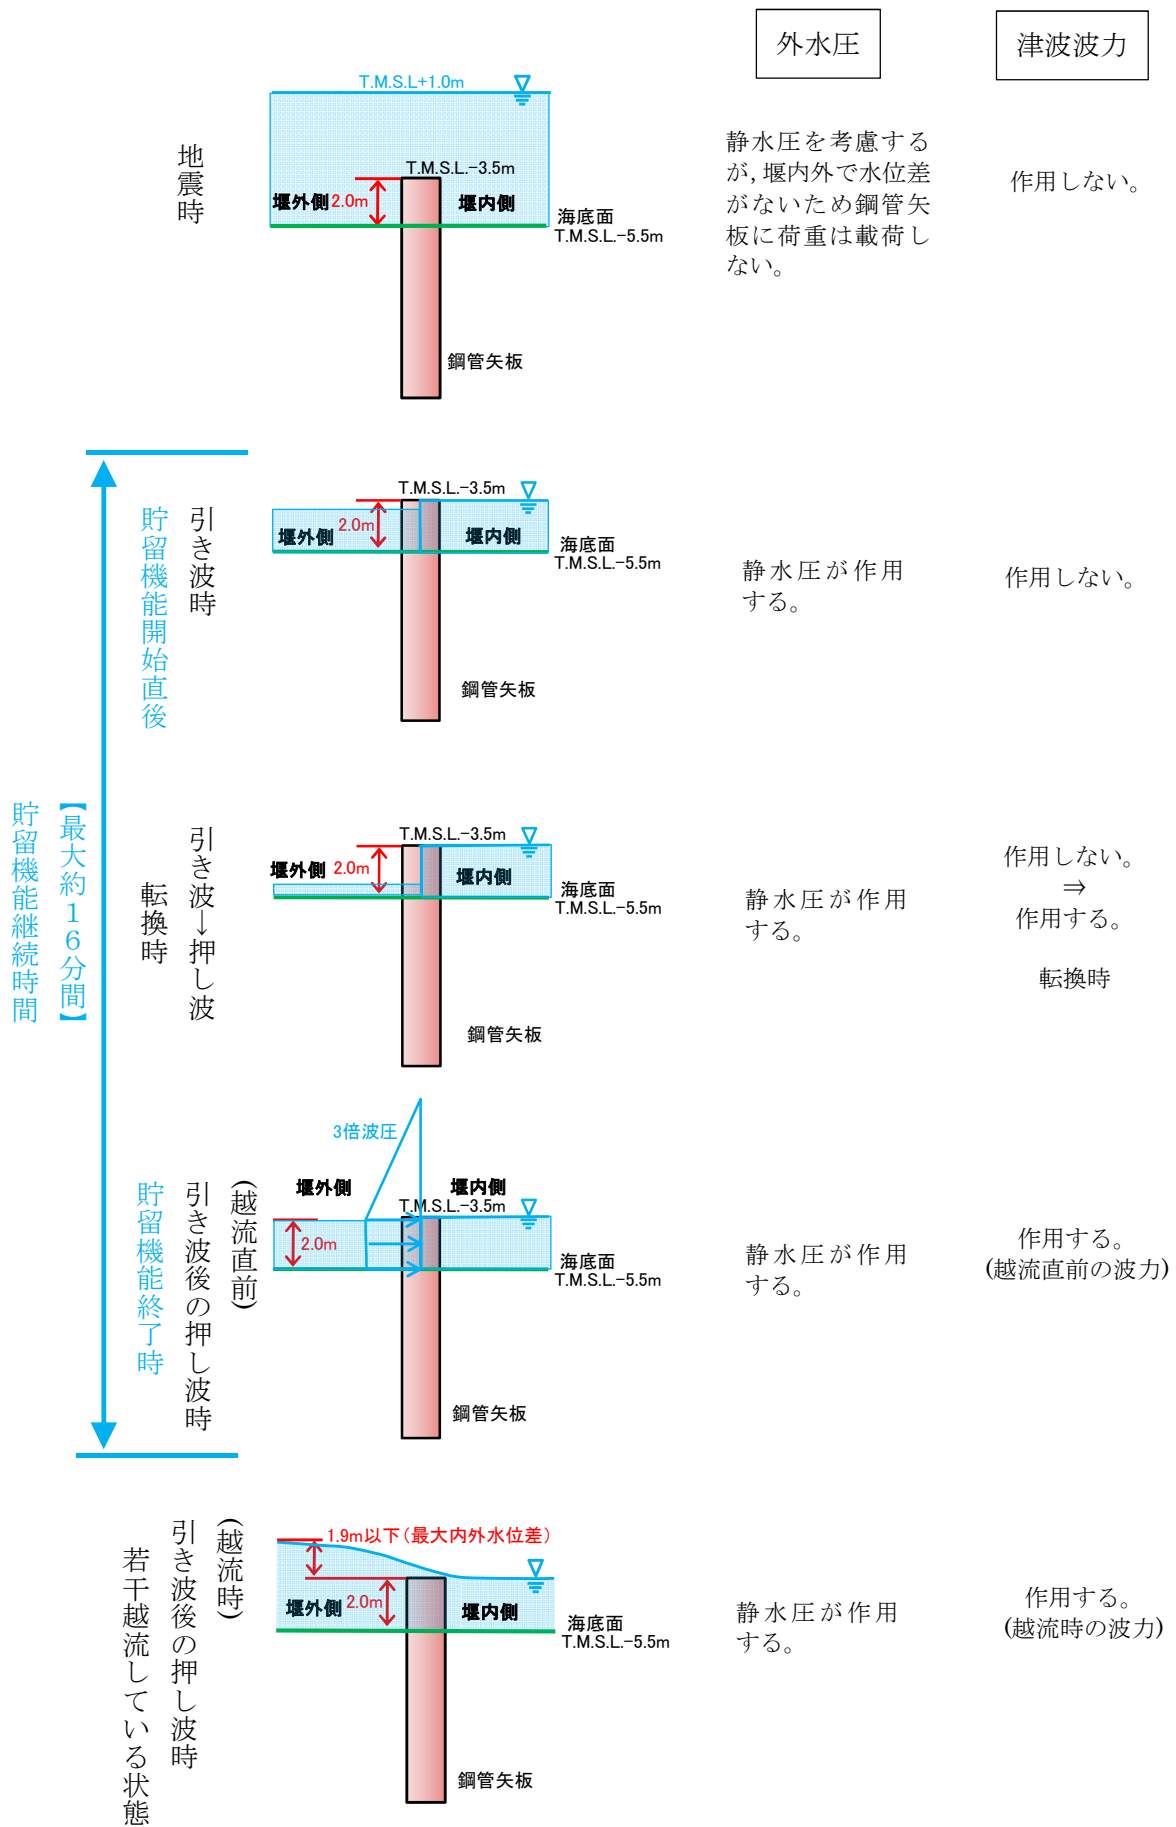 外水圧
津波波力
地震時
T.M.S.L+1.0m
T.M.S.L.-3.5m
堰外側
2.0m
堰内側
海底面
T.M.S.L.-5.5m
鋼管矢板
静水圧を考慮する
が,堰内外で水位差
がないため鋼管矢
板に荷重は載荷し
ない。
作用しない。
貯留機能継続時間
【最大約16分間】
引き波時
貯留機能開始直後
T.M.S.L.-3.5m
堰外側
2.0m
堰内側
海底面
T.M.S.L.-5.5m
鋼管矢板
静水圧が作用
する。
作用しない。
引き波→押し波
転換時
T.M.S.L.-3.5m
堰外側
2.0m
堰内側
海底面
T.M.S.L.-5.5m
鋼管矢板
静水圧が作用
する。
作用しない。
⇒
作用する。
転換時
(越流直前)
引き波後の押し波時
貯留機能終了時
3倍波圧
堰外側
堰内側
T.M.S.L.-3.5m
2.0m
海底面
T.M.S.L.-5.5m
鋼管矢板
静水圧が作用
する。
作用する。
(越流直前の波力)
(越流時)
引き波後の押し波時
若干越流している状態
1.9m以下(最大内外水位差)
堰外側
2.0m
堰内側
海底面
T.M.S.L.-5.5m
鋼管矢板
静水圧が作用
する。
作用する。
(越流時の波力)